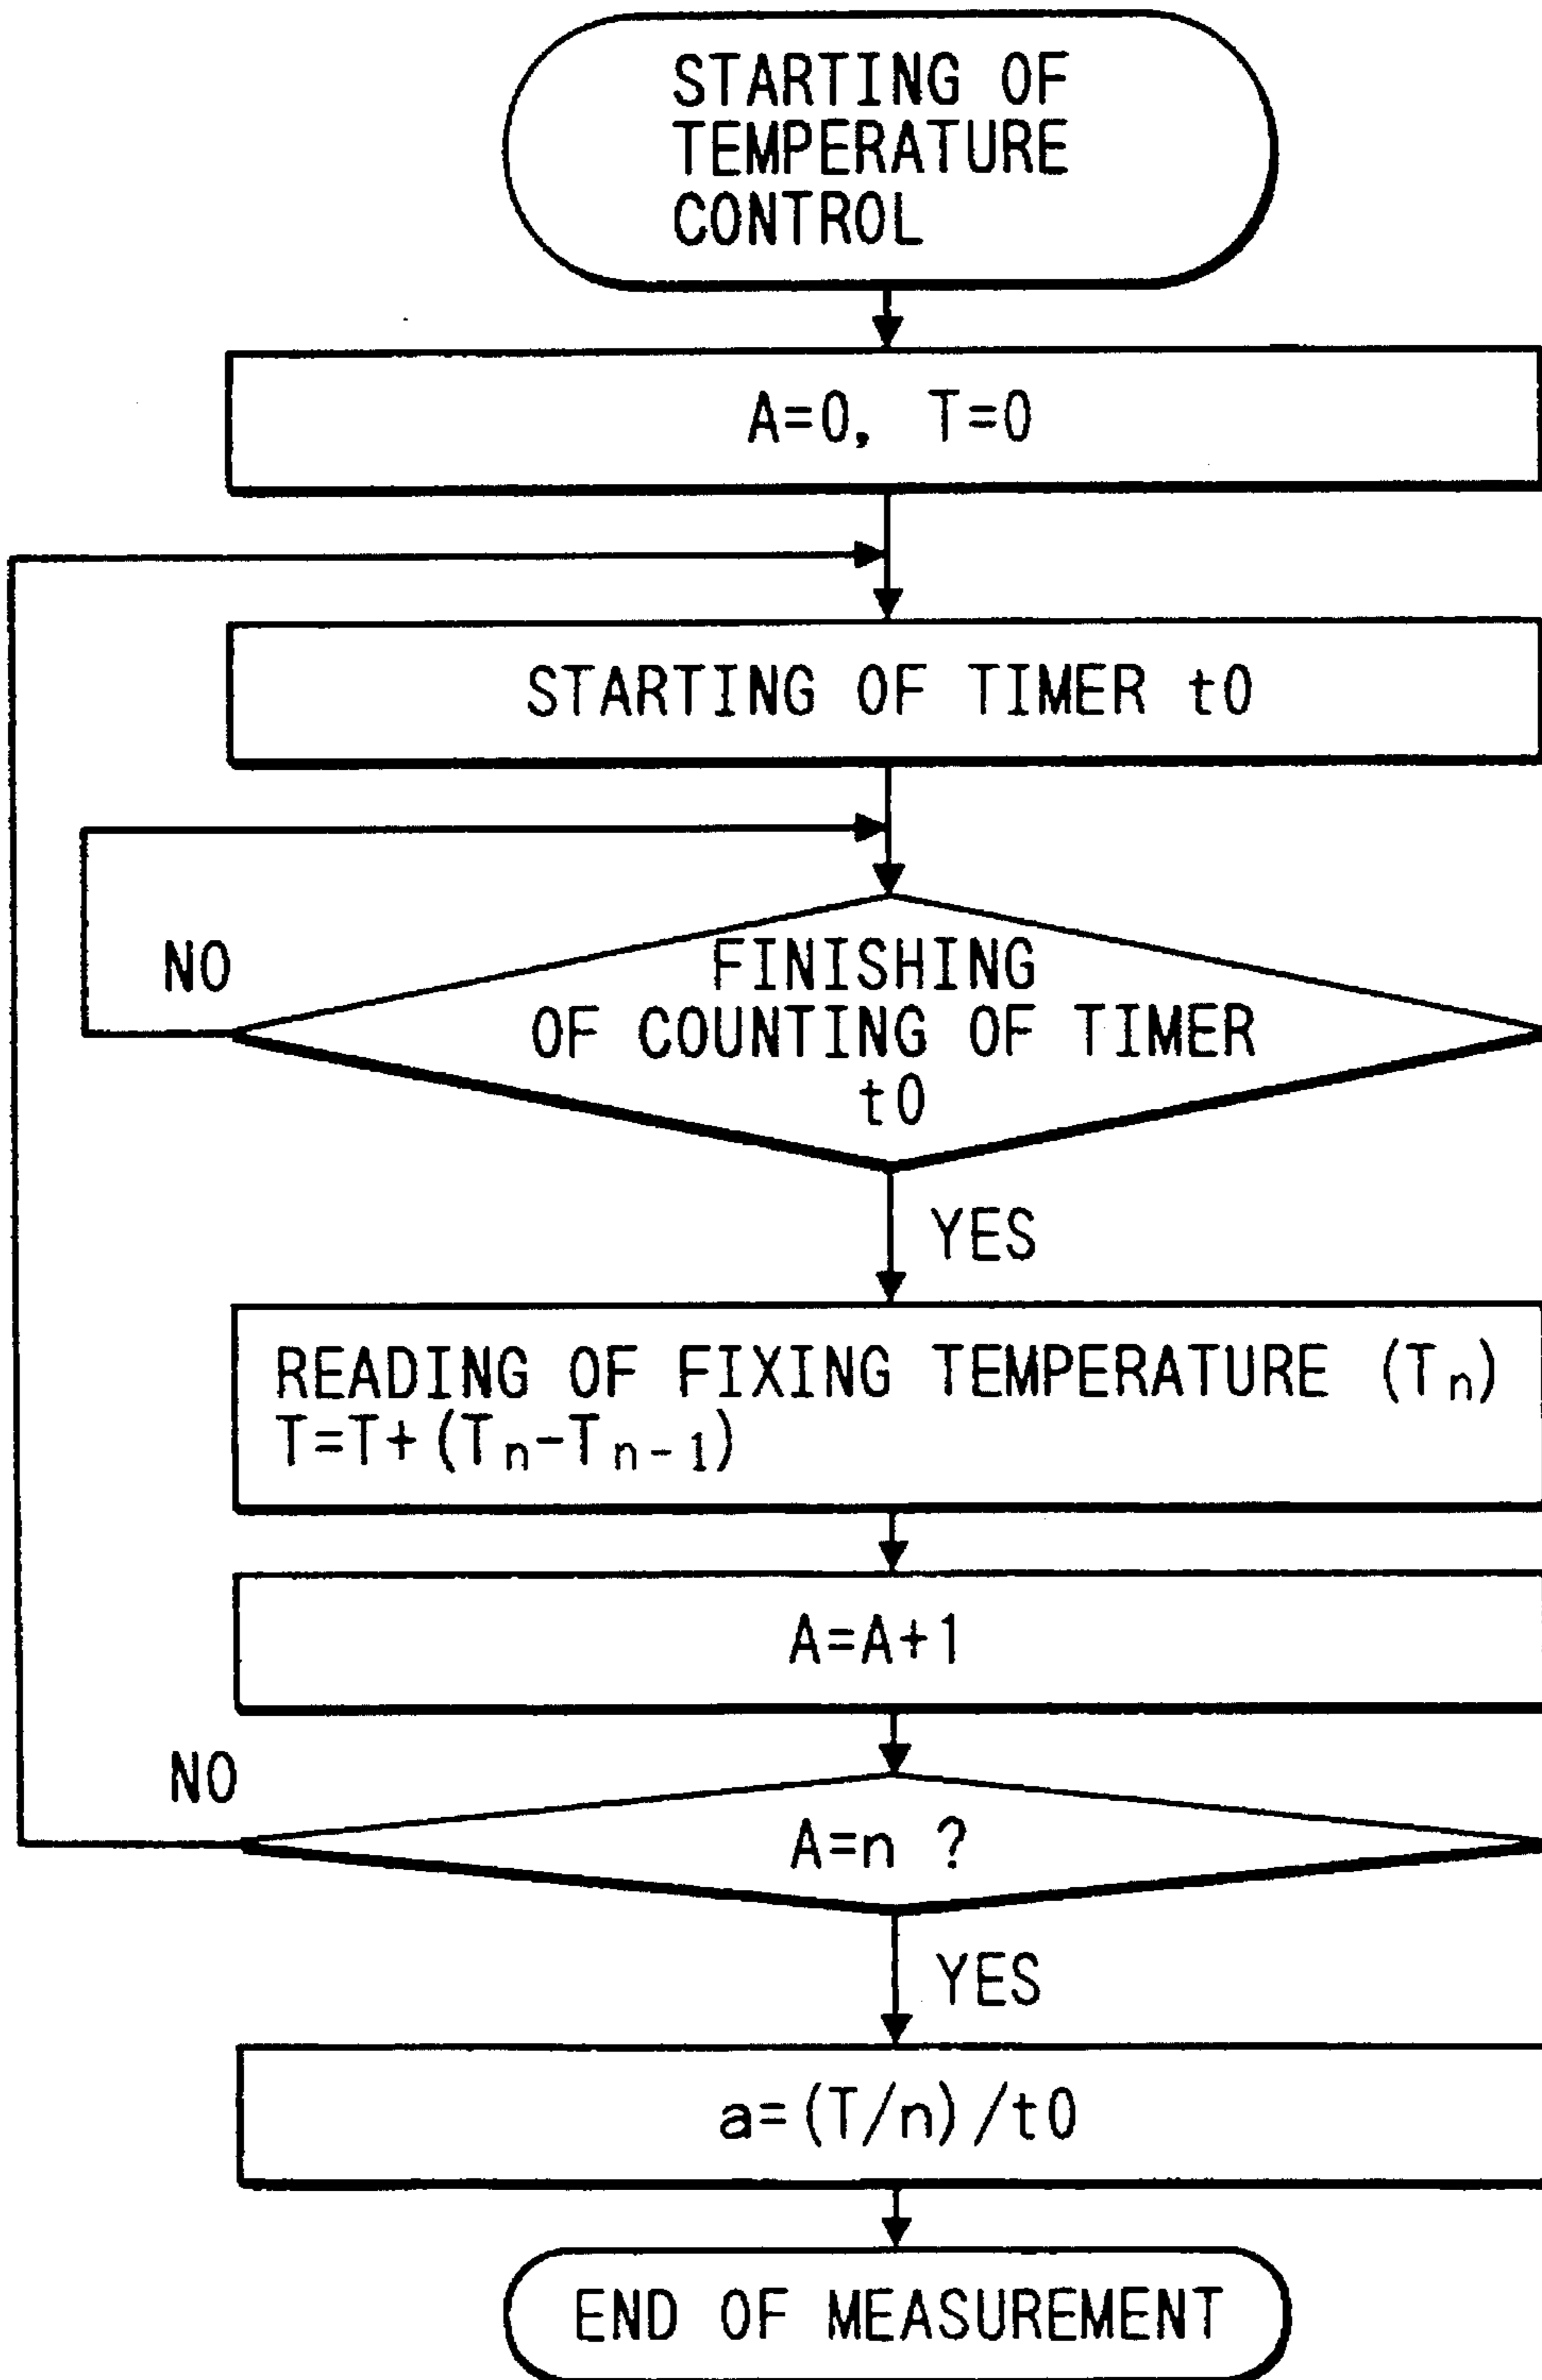 STARTING OF
TEMPERATURE
CONTROL
A=0, T=0
STARTING OF TIMER t0
NO
FINISHING
OF COUNTING OF TIMER
t0
YES
READING OF FIXING TEMPERATURE (Tn)
T=T+(Tn-Tn-1)
A=A+1
NO
A=n ?
YES
a=(T/n)/t0
END OF MEASUREMENT